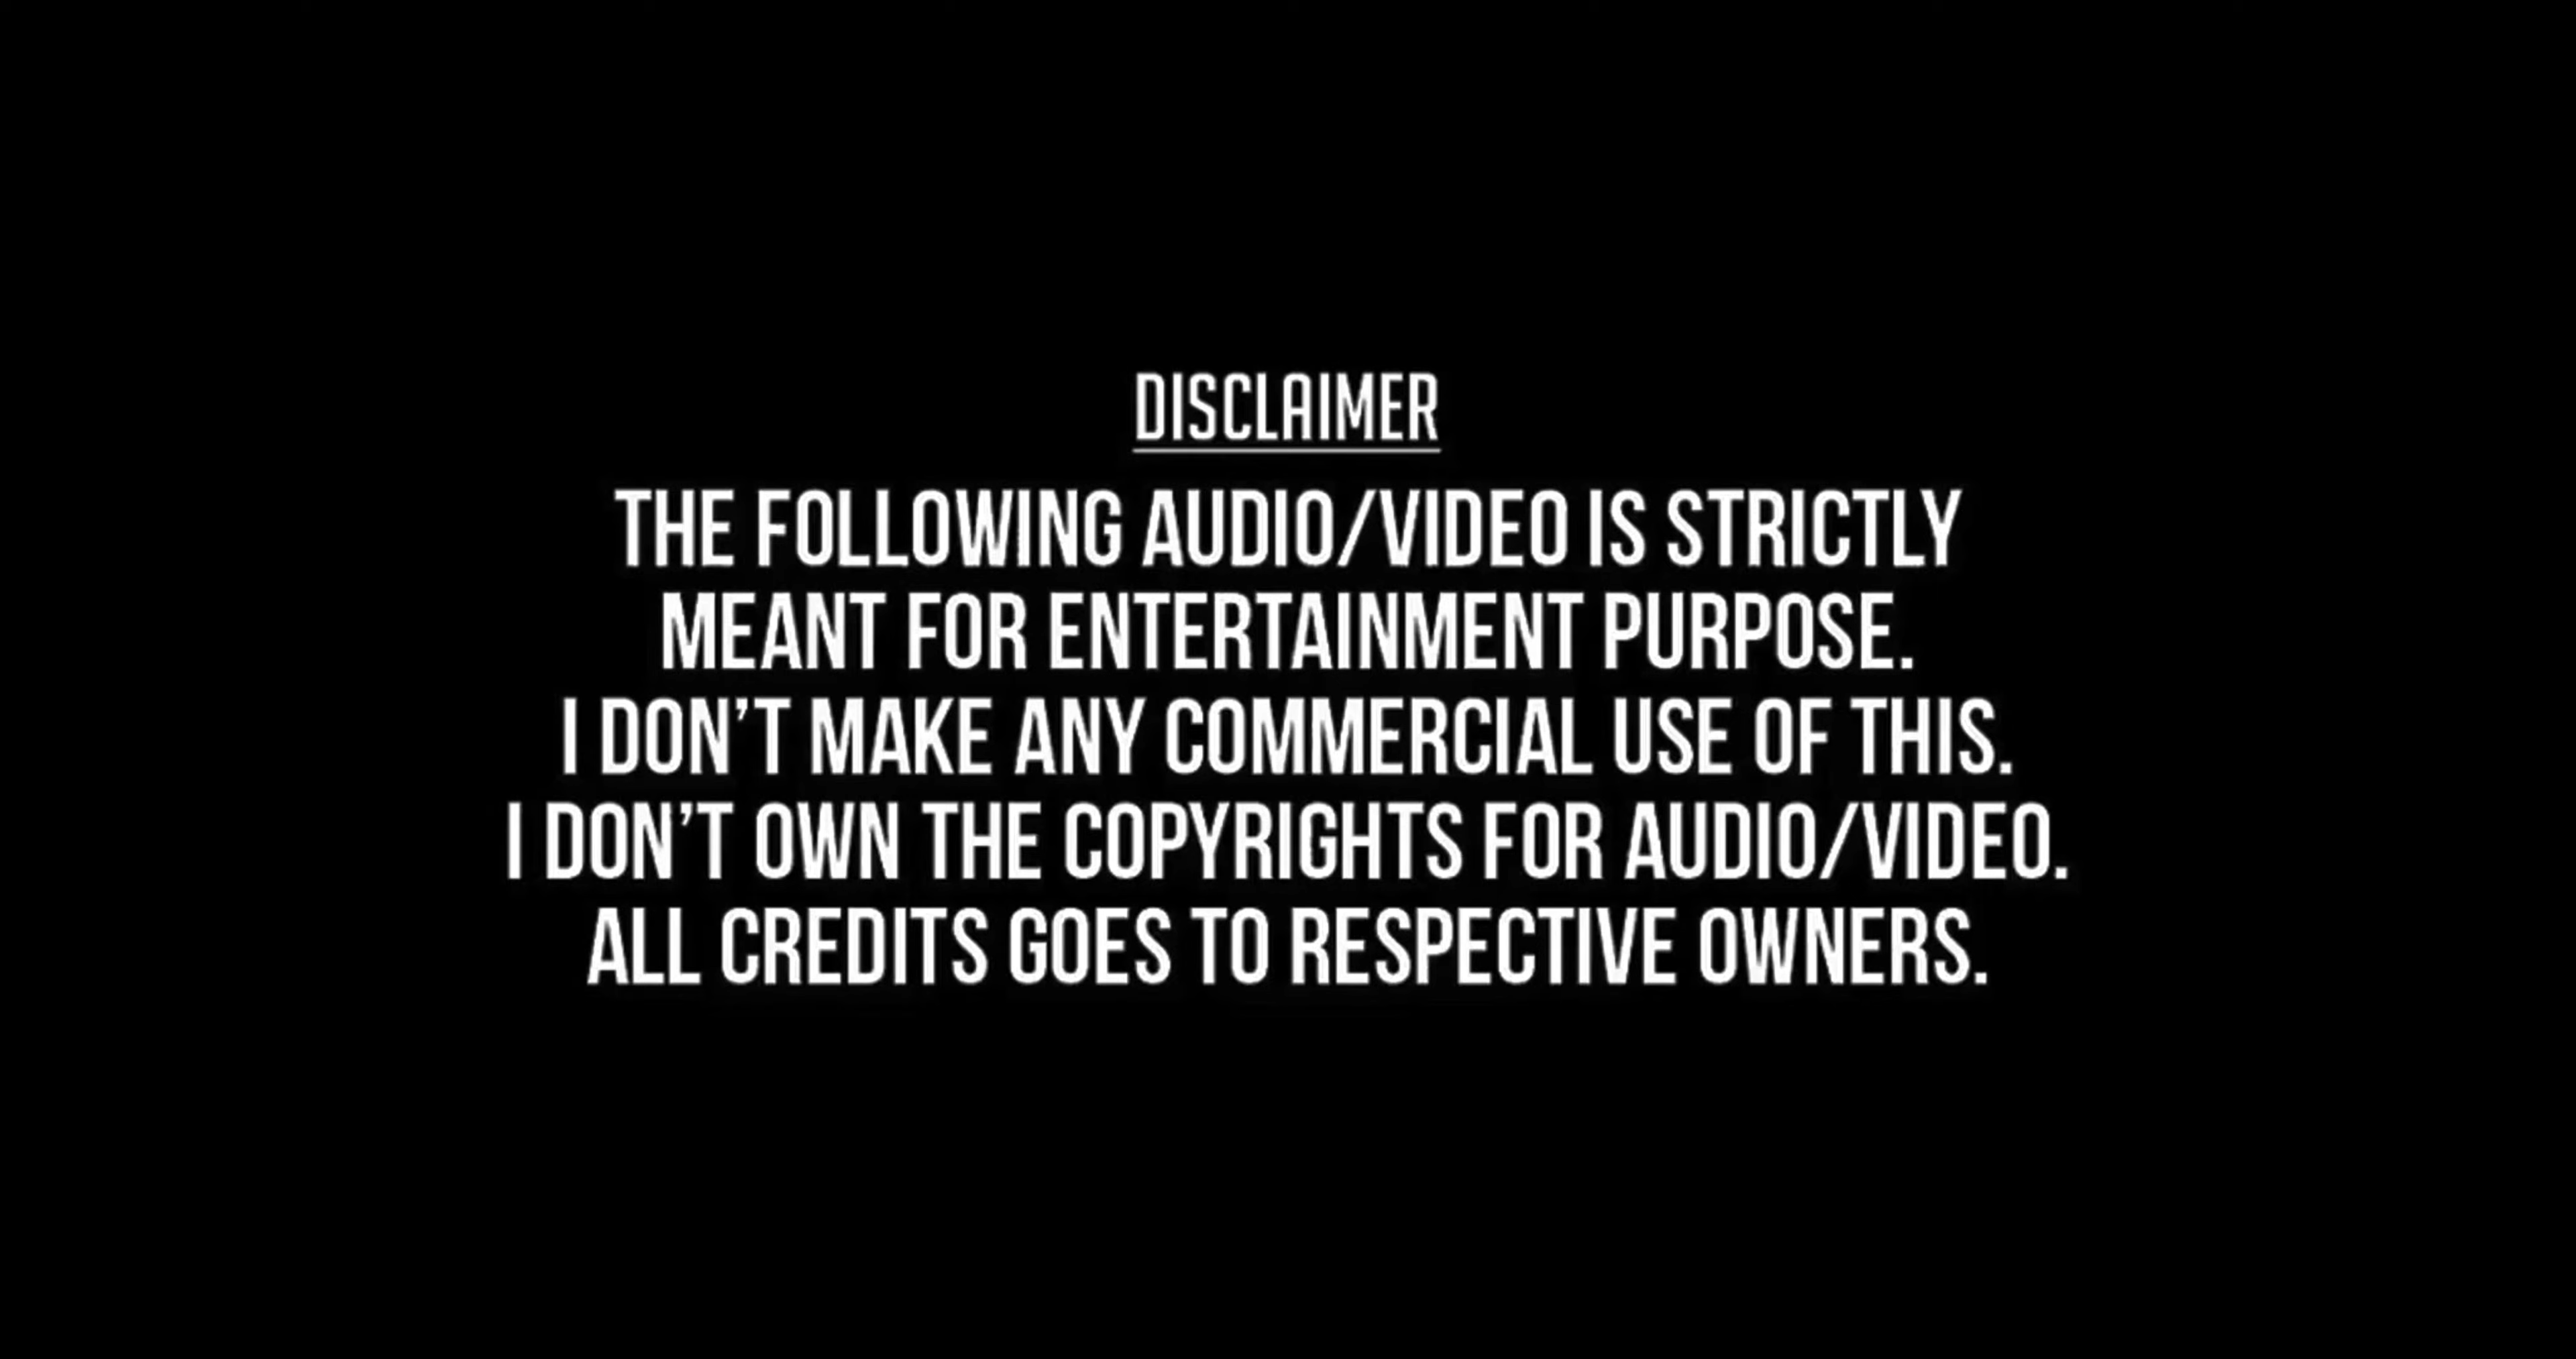 DISCLAIMER
THE FOLLOWING AUDIO/VIDEO IS STRICTLY
MEANT FOR ENTERTAINMENT PURPOSE.
I DON'T MAKE ANY COMMERCIAL USE OF THIS.
I DON'T OWN THE COPYRIGHTS FOR AUDIO/VIDEO.
ALL CREDITS GOES TO RESPECTIVE OWNERS.